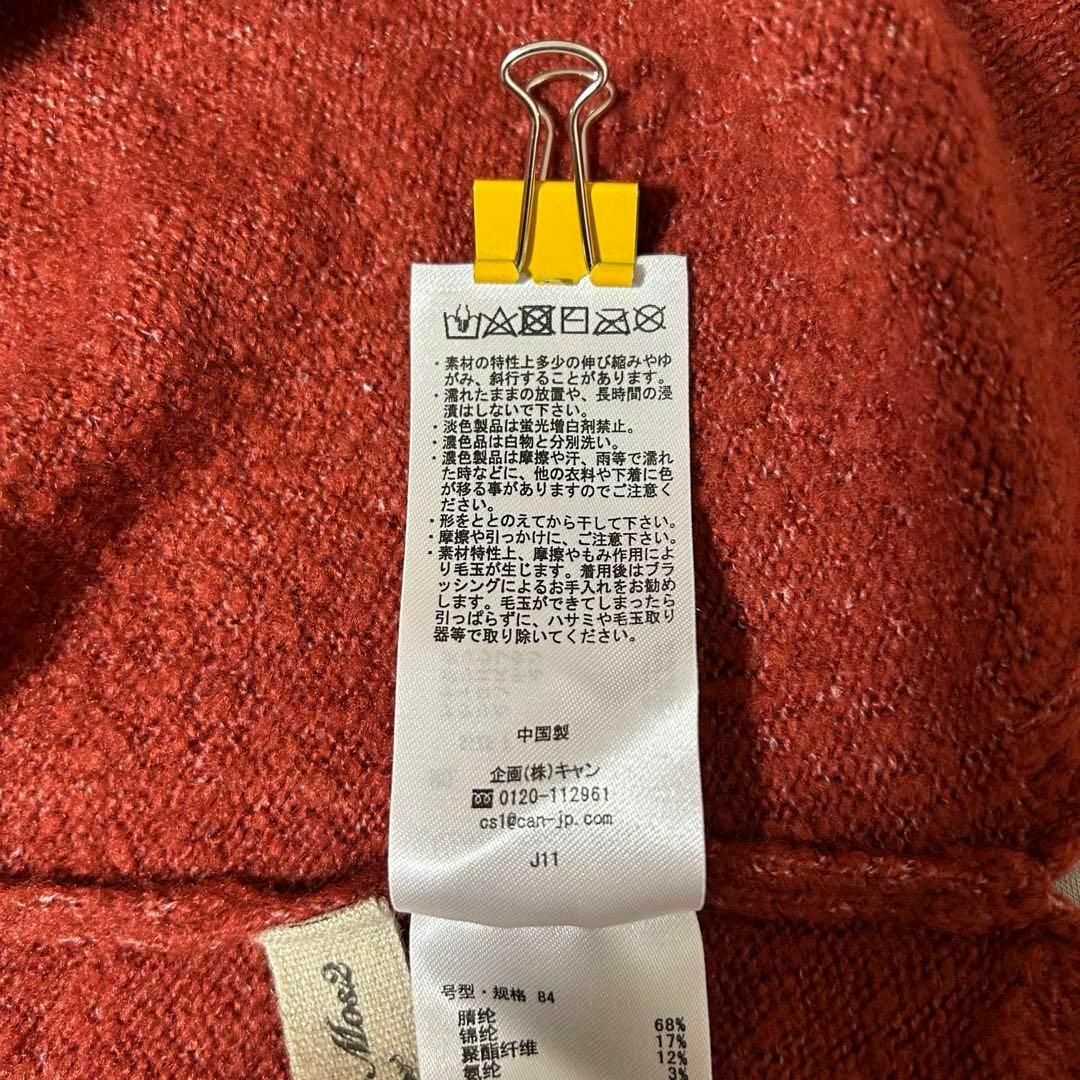 ・素材の特性上多少の伸び縮みやゆ
がみ、斜行することがあります。
・濡れたままの放置や、長時間の浸
漬はしないで下さい。
・淡色製品は蛍光増白剤禁止。
・濃色品は白物と分別洗い。
・濃色製品は摩擦や汗、雨等で濡れ
た時などに、他の衣料や下着に色
が移る事がありますのでご注意く
ださい。
・形をととのえてから干して下さい。
・摩擦や引っかけに、ご注意下さい。
・素材特性上、摩擦やもみ作用によ
り毛玉が生じます。着用後はブラ
ッシングによるお手入れをお勧め
します。毛玉ができてしまったら
引っぱらずに、ハサミや毛玉取り
器等で取り除いてください。
中国製
企画(株)キャン
0120-112961
cs1@can-jp.com
J11
号型・规格 84
腈纶 68%
锦纶 17%
聚酯纤维 12%
氨纶 3%
Mos2